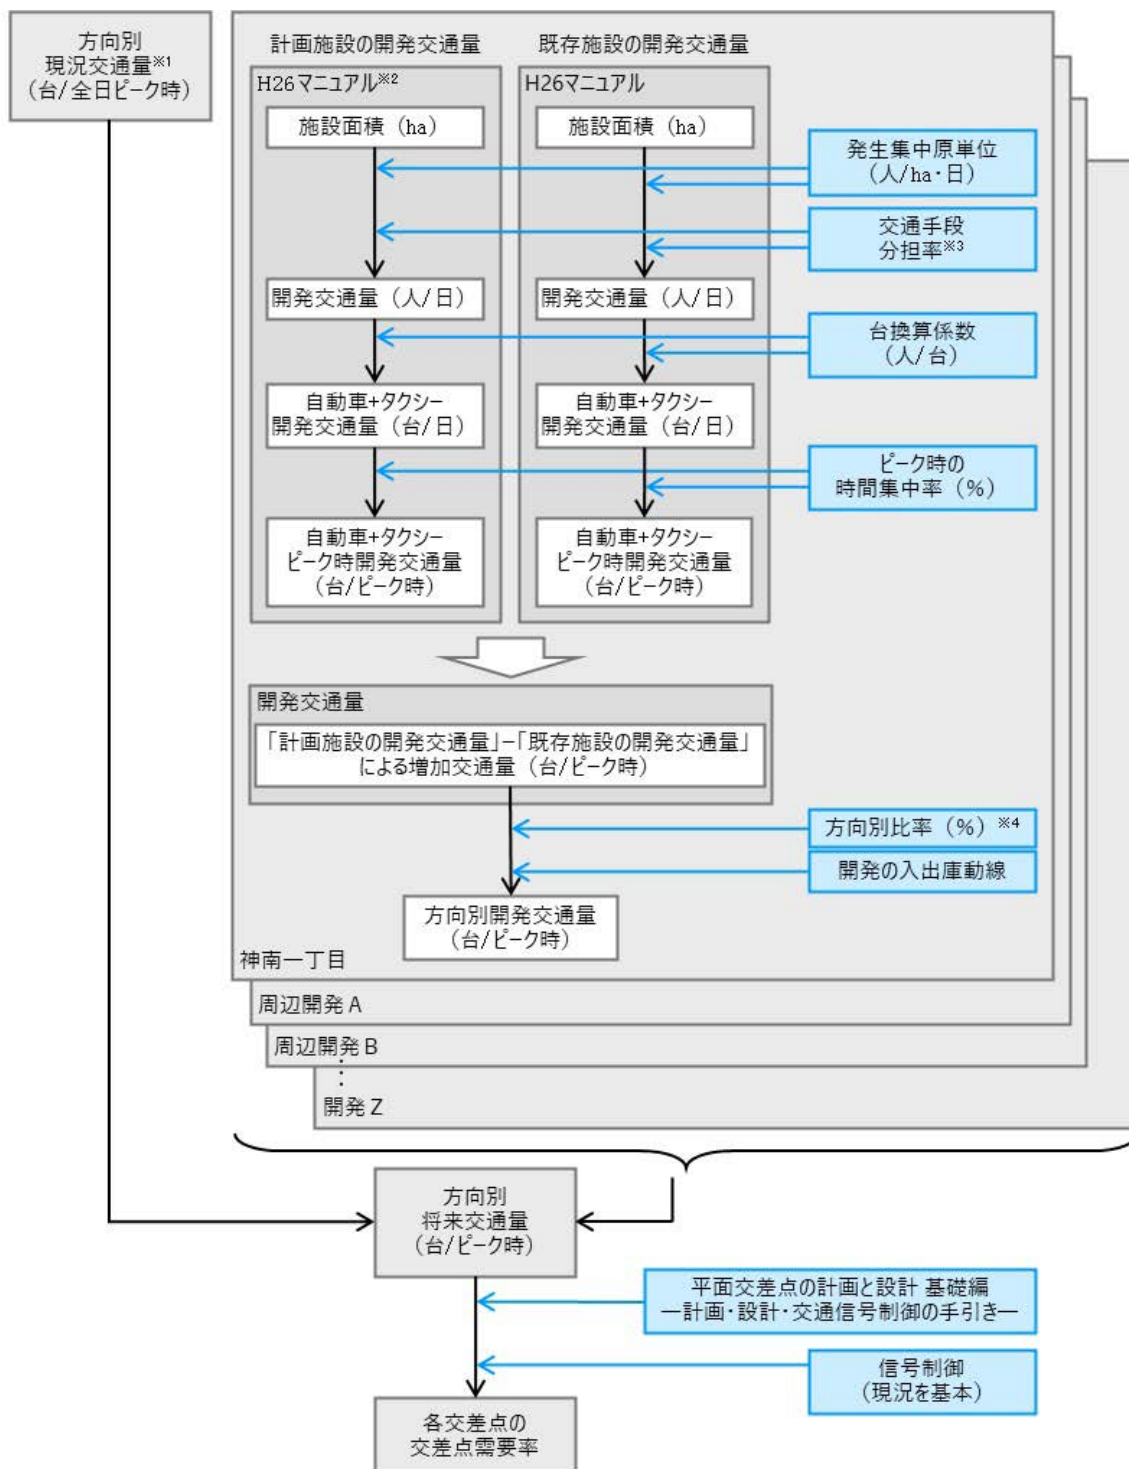 方向別
現況交通量※1
（台/全日ピーク時）
計画施設の開発交通量
既存施設の開発交通量
H26マニュアル※2
H26マニュアル
施設面積（ha）
施設面積（ha）
発生集中原単位
（人/ha・日）
交通手段
分担率※3
開発交通量（人/日）
開発交通量（人/日）
台換算係数
（人/台）
自動車+タクシー
開発交通量（台/日）
自動車+タクシー
開発交通量（台/日）
ピーク時の
時間集中率（%）
自動車+タクシー
ピーク時開発交通量
（台/ピーク時）
自動車+タクシー
ピーク時開発交通量
（台/ピーク時）
開発交通量
「計画施設の開発交通量」−「既存施設の開発交通量」
による増加交通量（台/ピーク時）
方向別比率（%）※4
開発の入出庫動線
方向別開発交通量
（台/ピーク時）
神南一丁目
周辺開発A
周辺開発B
⋮
開発Z
方向別
将来交通量
（台/ピーク時）
平面交差点の計画と設計 基礎編
―計画・設計・交通信号制御の手引き―
信号制御
（現況を基本）
各交差点の
交差点需要率